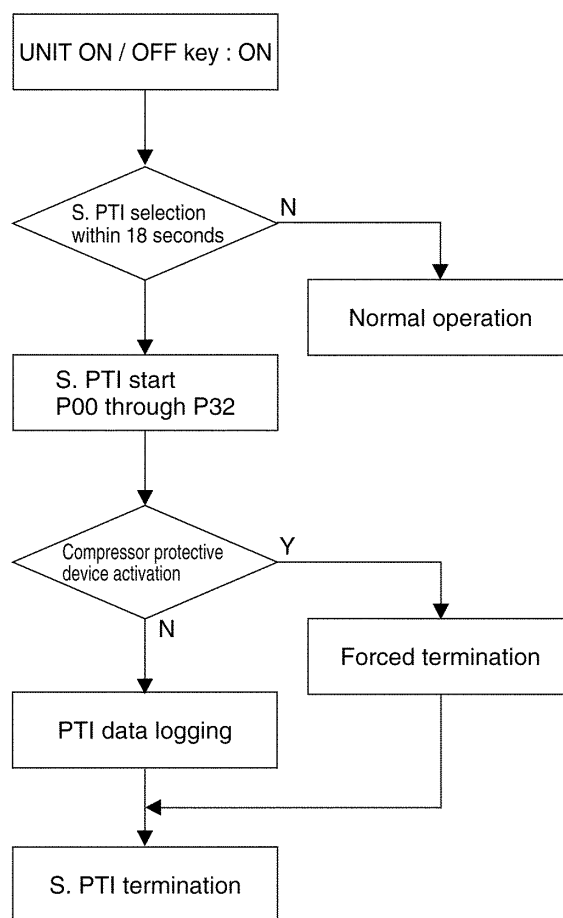 UNIT ON / OFF key : ON
S. PTI selection
within 18 seconds
N
Normal operation
S. PTI start
P00 through P32
Compressor protective
device activation
Y
N
Forced termination
PTI data logging
S. PTI termination